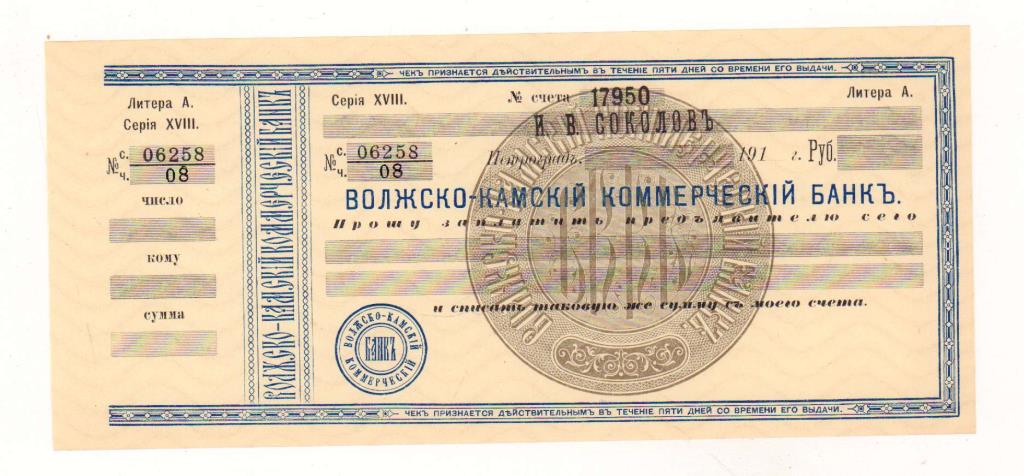 ЧЕКЪ ПРИЗНАЕТСЯ ДѢЙСТВИТЕЛЬНЫМЪ ВЪ ТЕЧЕНІЕ ПЯТИ ДНЕЙ СО ВРЕМЕНИ ЕГО ВЫДАЧИ.
Литера А.
Серія XVIII.
№ с. 06258
ч. 08
число
кому
сумма
ВОЛЖСКО-КАМСКІЙ КОММЕРЧЕСКІЙ БАНКЪ
Серія XVIII.
№ счета 17950
Литера А.
И. В. СОКОЛОВЪ
№ с. 06258
ч. 08
Петроградъ, 191 г. Руб.
ВОЛЖСКО-КАМСКІЙ КОММЕРЧЕСКІЙ БАНКЪ.
Прошу заплатить предъявителю сего
и списать таковую же сумму съ моего счета.
ВОЛЖСКО-КАМСКІЙ
БАНКЪ
КОММЕРЧЕСКІЙ
ЧЕКЪ ПРИЗНАЕТСЯ ДѢЙСТВИТЕЛЬНЫМЪ ВЪ ТЕЧЕНІЕ ПЯТИ ДНЕЙ СО ВРЕМЕНИ ЕГО ВЫДАЧИ.